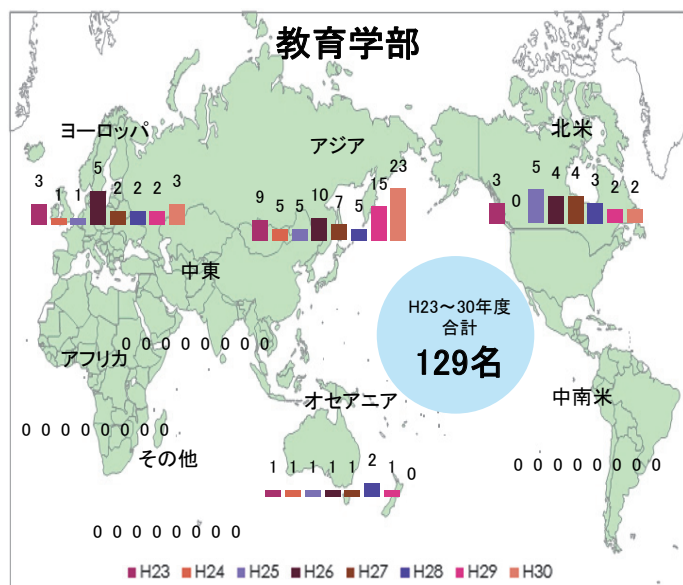 教育学部
ヨーロッパ
3 1 1 5 2 2 2 3
アジア
9 5 5 10 7 5 15 23
北米
3 0 5 4 4 3 2 2
中東
0 0 0 0 0 0 0 0
H23～30年度
合計
129名
アフリカ
0 0 0 0 0 0 0 0
オセアニア
1 1 1 1 1 2 1 0
中南米
0 0 0 0 0 0 0 0
その他
0 0 0 0 0 0 0 0
H23 H24 H25 H26 H27 H28 H29 H30